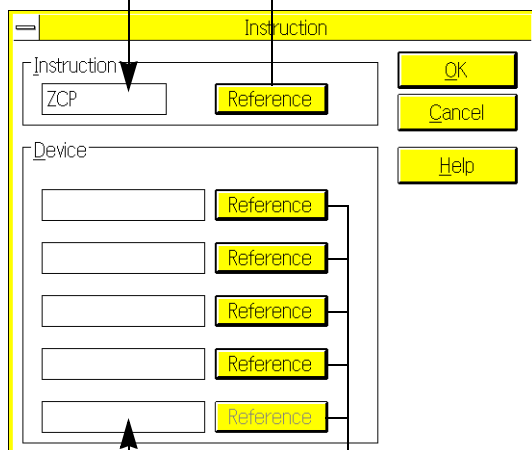 Instruction
Instruction
ZCP
Reference
OK
Cancel
Help
Device
Reference
Reference
Reference
Reference
Reference